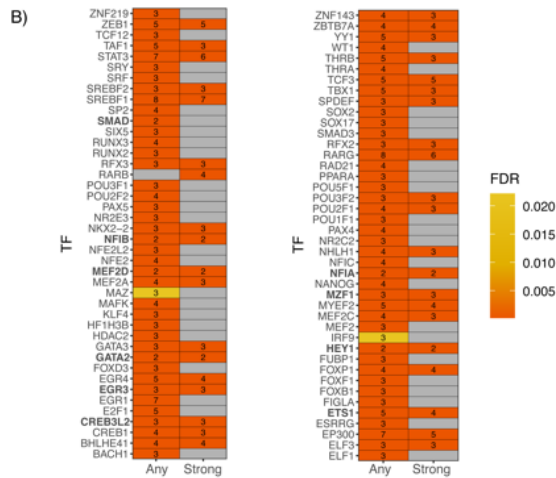 B)
TF
ZNF219 3
ZEB1 5 5
TCF12 3
TAF1 5 3
STAT3 7 6
SRY 3
SRF 3
SREBF2 3 3
SREBF1 8 7
SP2 4
SMAD 2
SIX5 3
RUNX3 4
RUNX2 3
RFX3 3 3
RARB 4
POU3F1 3
POU2F2 4
PAX5 3
NR2E3 3
NKX2-2 3 3
NFIB 2 2
NFE2L2 3
NFE2 4
MEF2D 2 2
MEF2A 4 3
MAZ 3
MAFK 4
KLF4 3
HF1H3B 3
HDAC2 3
GATA3 3 3
GATA2 2 2
FOXD3 3
EGR4 5 4
EGR3 3 3
EGR1 7
E2F1 5
CREB3L2 3 3
CREB1 4 3
BHLHE41 4 4
BACH1 3
Any Strong
TF
ZNF143 4 3
ZBTB7A 4 4
YY1 5 3
WT1 4
THRB 5 3
THRA 4
TCF3 5 5
TBX1 5 3
SPDEF 3 3
SOX2 3
SOX17 3
SMAD3 3
RFX2 3 3
RARG 8 6
RAD21 4
PPARA 3
POU5F1 3
POU3F2 3 3
POU2F1 4 3
POU1F1 3
PAX4 4
NR2C2 3
NHLH1 4 3
NFIC 4
NFIA 2 2
NANOG 4
MZF1 3 3
MYEF2 5 4
MEF2C 4 3
MEF2 3
IRF9 3
HEY1 2 2
FUBP1 3
FOXP1 4 4
FOXF1 3
FOXB1 3
FIGLA 3
ETS1 5 4
ESRRG 3
EP300 7 5
ELF3 3 3
ELF1 3
Any Strong
FDR
0.020
0.015
0.010
0.005